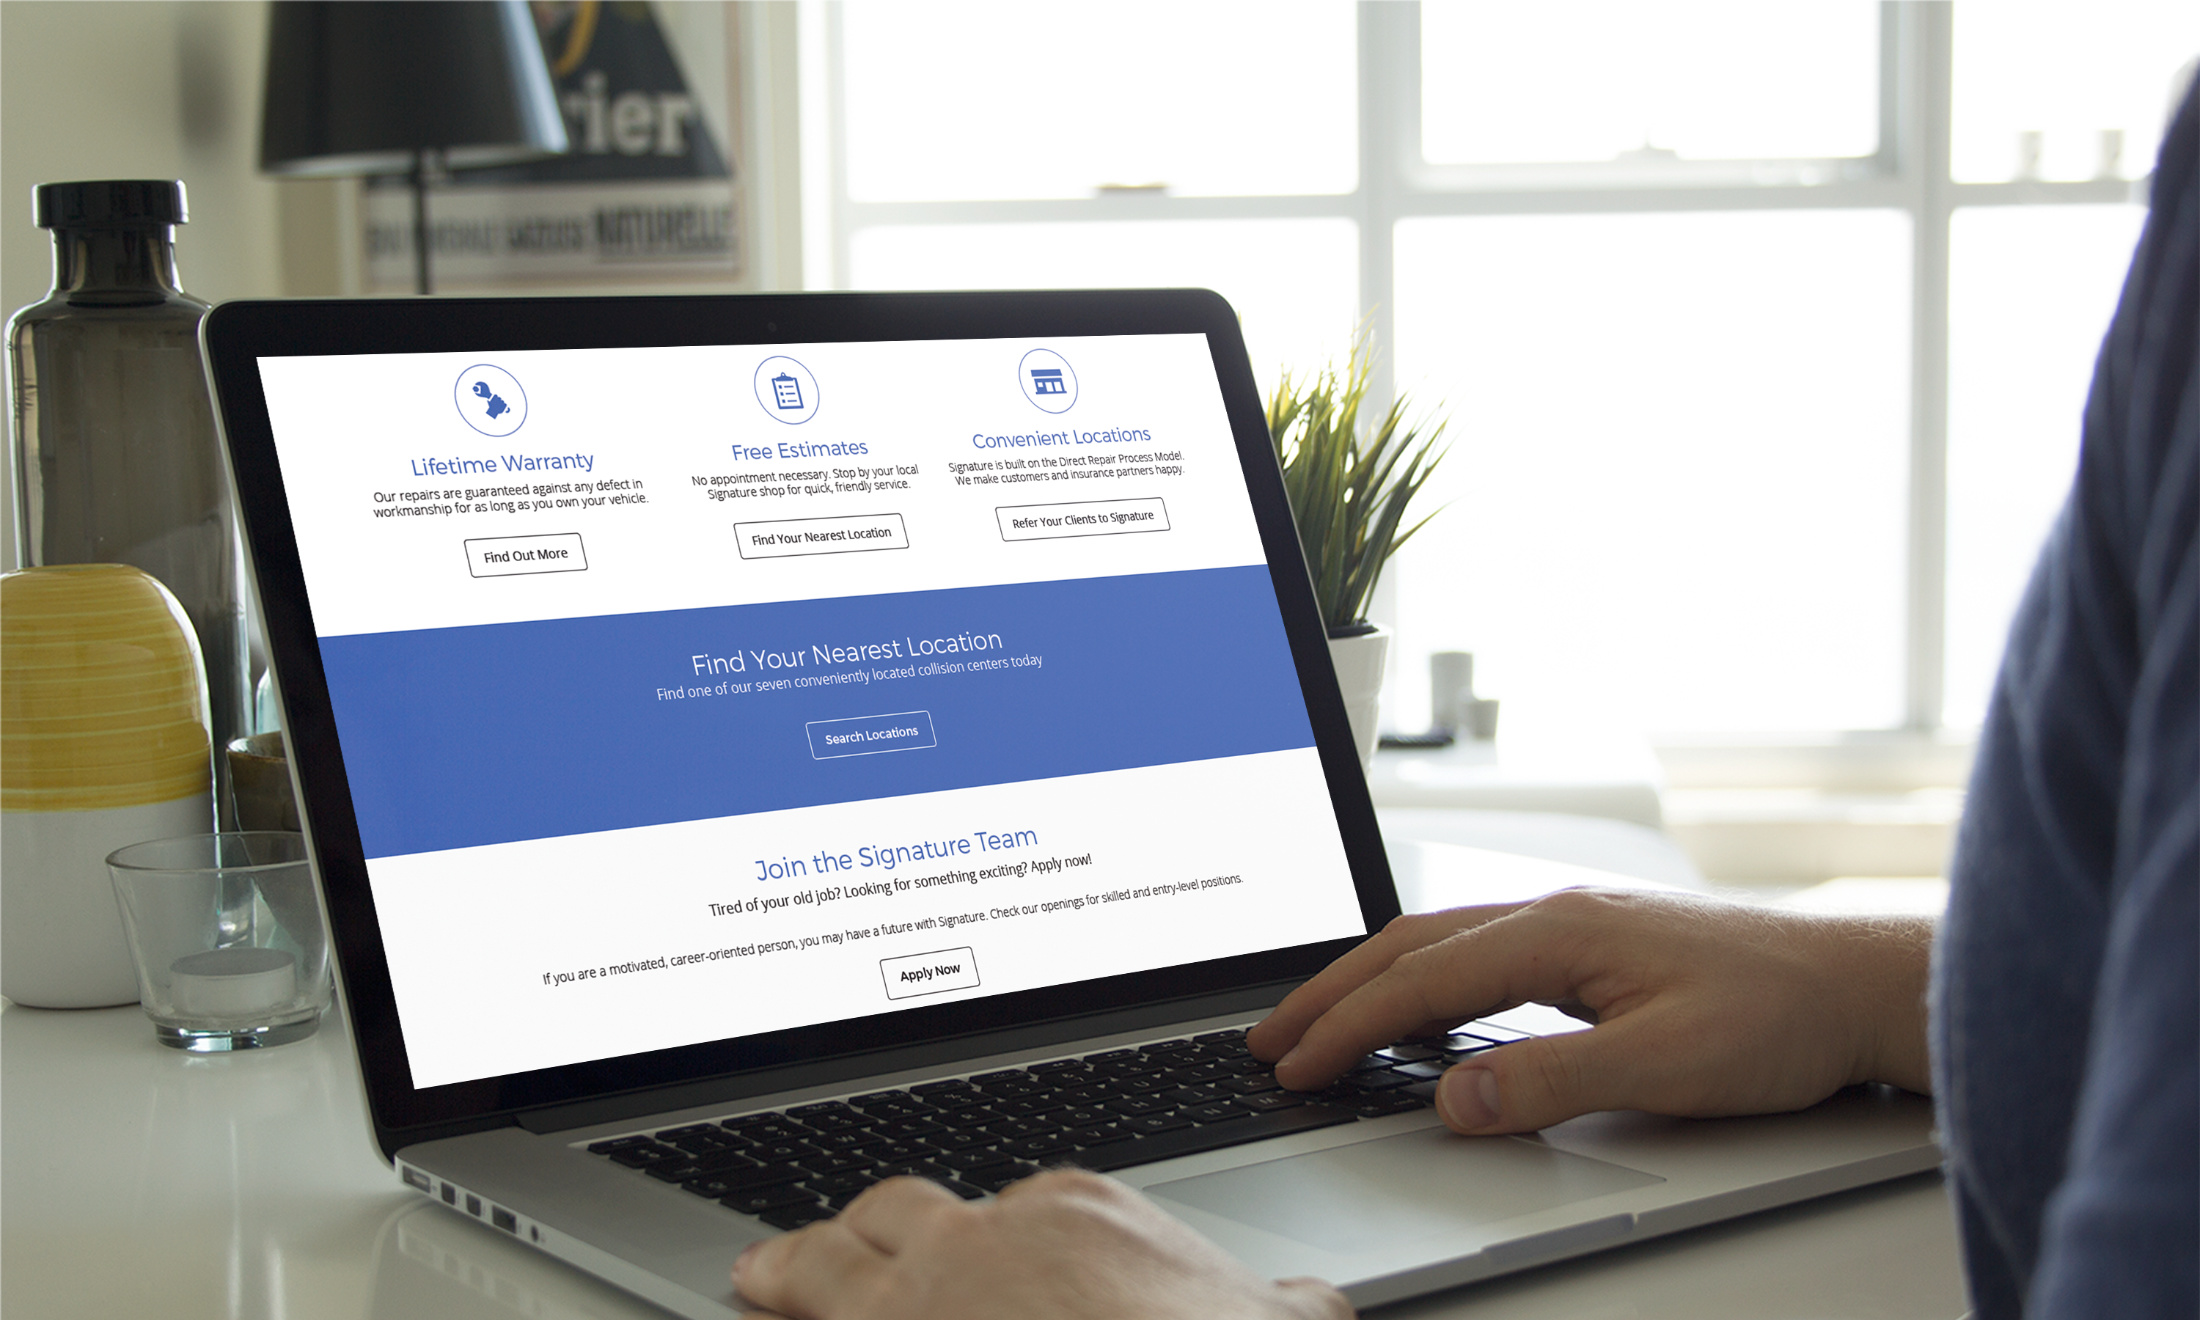 rier
NATURELLE
Lifetime Warranty
Our repairs are guaranteed against any defect in
workmanship for as long as you own your vehicle.
Find Out More
Free Estimates
No appointment necessary. Stop by your local
Signature shop for quick, friendly service.
Find Your Nearest Location
Convenient Locations
Signature is built on the Direct Repair Process Model.
We make customers and insurance partners happy.
Refer Your Clients to Signature
Find Your Nearest Location
Find one of our seven conveniently located collision centers today
Search Locations
Join the Signature Team
Tired of your old job? Looking for something exciting? Apply now!
If you are a motivated, career-oriented person, you may have a future with Signature. Check our openings for skilled and entry-level positions.
Apply Now